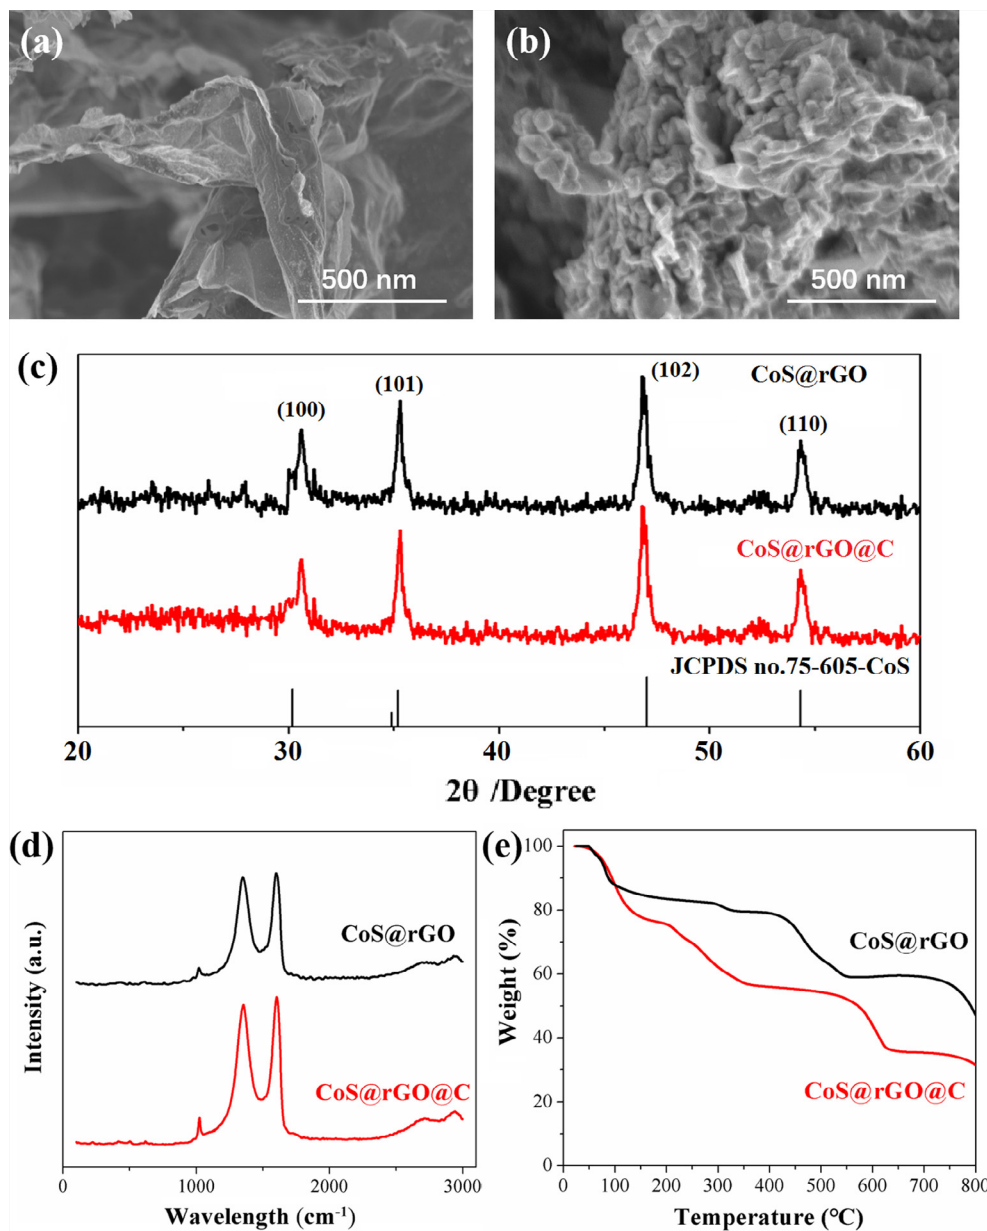 (a)
500 nm
(b)
500 nm
(c)
(100)
(101)
(102)
(110)
CoS@rGO
CoS@rGO@C
JCPDS no.75-605-CoS
20 30 40 50 60
2θ /Degree
(d)
Intensity (a.u.)
CoS@rGO
CoS@rGO@C
0 1000 2000 3000
Wavelength (cm⁻¹)
(e)
Weight (%)
100
80
60
40
20
0
CoS@rGO
CoS@rGO@C
0 100 200 300 400 500 600 700 800
Temperature (°C)